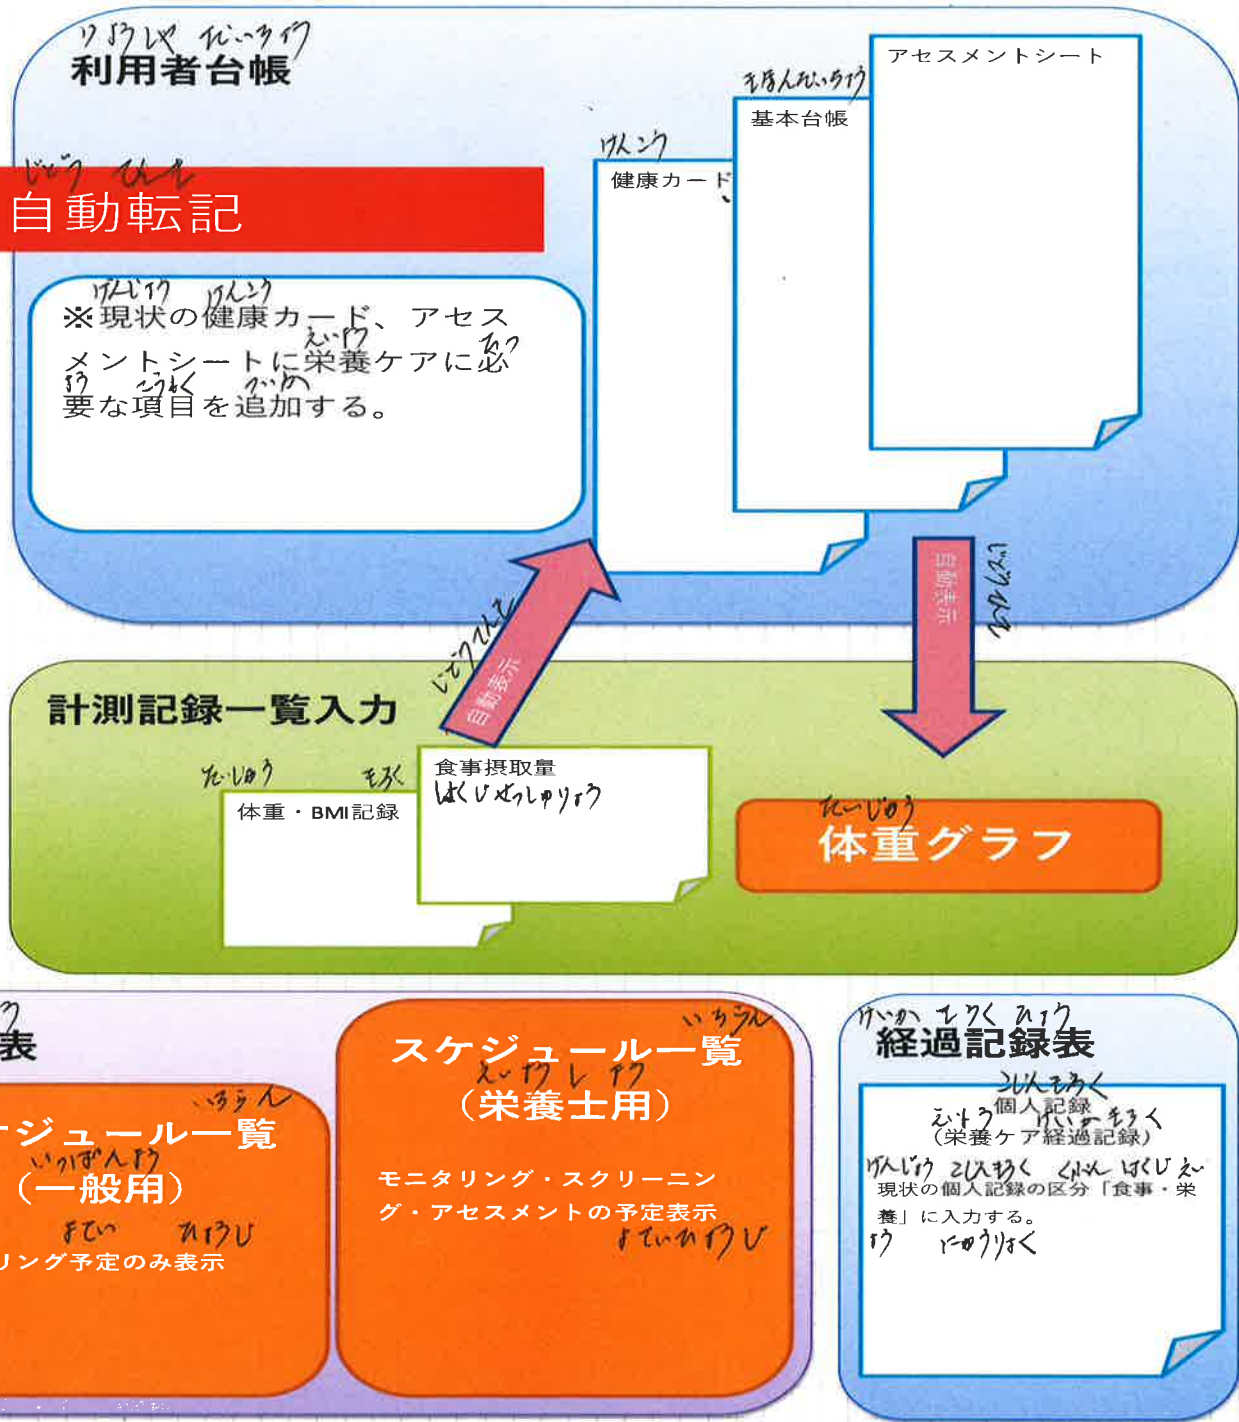 りようしゃ だいちょう
利用者台帳
じどう てんき
自動転記
げんじょう けんこう
※現状の健康カード、アセス
えいよう ひつ
メントシートに栄養ケアに必
よう こうもく ついか
要な項目を追加する。
けんこう
健康カード
きほんだいちょう
基本台帳
アセスメントシート
じどうてんき
自動表示
自動表示
計測記録一覧入力
たいじゅう きろく
体重・BMI記録
食事摂取量
しょくじせっしゅりょう
たいじゅう
体重グラフ
表
いちらん
ジュール一覧
いっぱんよう
(一般用)
よてい ひょうじ
リング予定のみ表示
いちらん
スケジュール一覧
えいようしよう
(栄養士用)
モニタリング・スクリーニン
グ・アセスメントの予定表示
よていひょうじ
けいか きろく ひょう
経過記録表
こじんきろく
個人記録
えいよう けいかきろく
(栄養ケア経過記録)
げんじょう こじんきろく くぶん しょくじ えい
現状の個人記録の区分「食事・栄
養」に入力する。
よう にゅうりょく